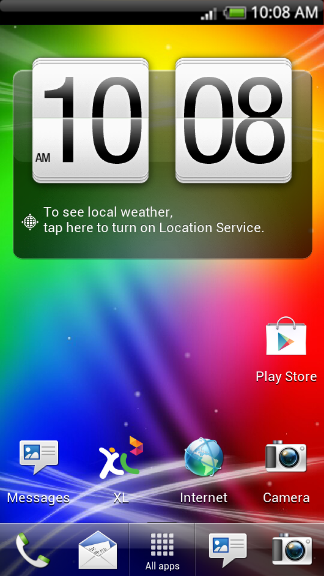 10:08 AM
AM 10 08
To see local weather,
tap here to turn on Location Service.
Play Store
Messages XL Internet Camera
All apps